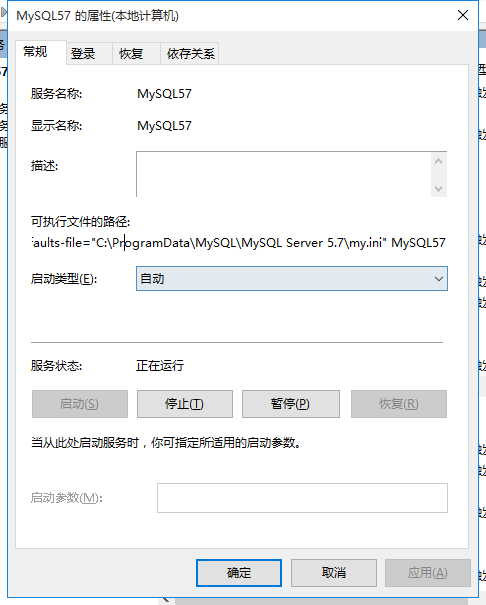 MySQL57 的属性(本地计算机)
常规 登录 恢复 依存关系
服务名称: MySQL57
显示名称: MySQL57
描述:
可执行文件的路径:
faults-file="C:\ProgramData\MySQL\MySQL Server 5.7\my.ini" MySQL57
启动类型(E): 自动
服务状态: 正在运行
启动(S) 停止(T) 暂停(P) 恢复(R)
当从此处启动服务时，你可指定所适用的启动参数。
启动参数(M):
确定 取消 应用(A)